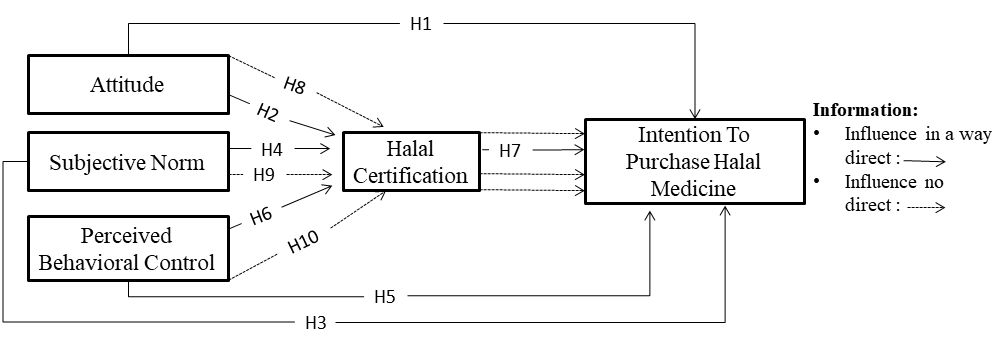 H1
Attitude
H8
H2
Information:
• Influence in a way
direct :
• Influence no
direct :
Subjective Norm
H4
H9
Halal
Certification
H7
Intention To
Purchase Halal
Medicine
H6
Perceived
Behavioral Control
H10
H5
H3